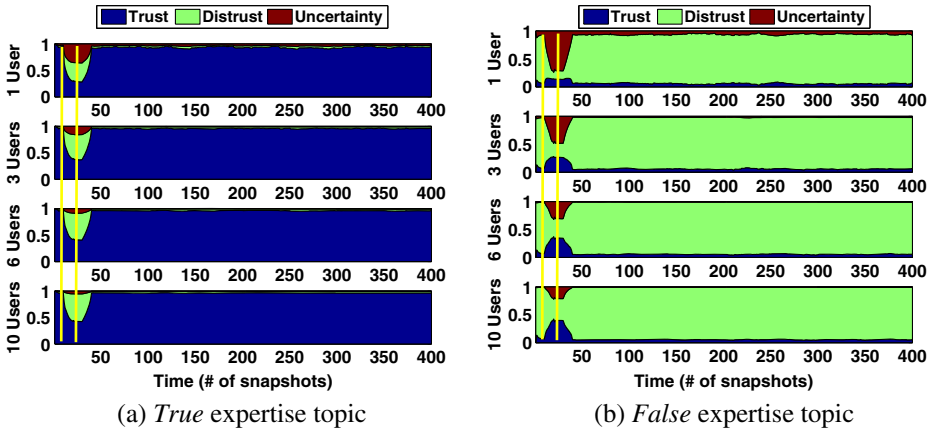 Trust Distrust Uncertainty
1 User
1
0.5
0
50 100 150 200 250 300 350 400
3 Users
1
0.5
0
50 100 150 200 250 300 350 400
6 Users
1
0.5
0
50 100 150 200 250 300 350 400
10 Users
1
0.5
0
50 100 150 200 250 300 350 400
Time (# of snapshots)
(a) True expertise topic
Trust Distrust Uncertainty
1 User
1
0.5
0
50 100 150 200 250 300 350 400
3 Users
1
0.5
0
50 100 150 200 250 300 350 400
6 Users
1
0.5
0
50 100 150 200 250 300 350 400
10 Users
1
0.5
0
50 100 150 200 250 300 350 400
Time (# of snapshots)
(b) False expertise topic